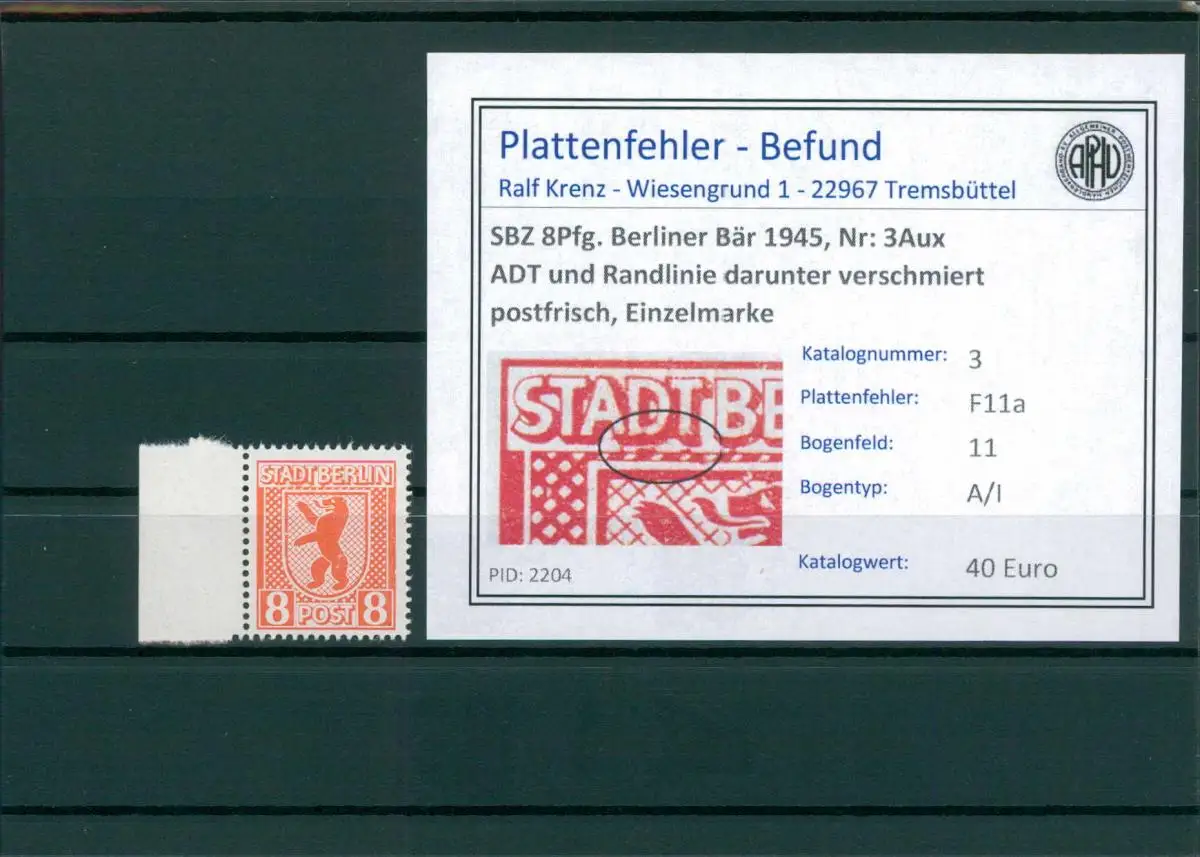 STADTBERLIN
8 POST 8
Plattenfehler - Befund
Ralf Krenz - Wiesengrund 1 - 22967 Tremsbüttel
APHV
SBZ 8Pfg. Berliner Bär 1945, Nr: 3Aux
ADT und Randlinie darunter verschmiert
postfrisch, Einzelmarke
STADTBE
Katalognummer: 3
Plattenfehler: F11a
Bogenfeld: 11
Bogentyp: A/I
Katalogwert: 40 Euro
PID: 2204